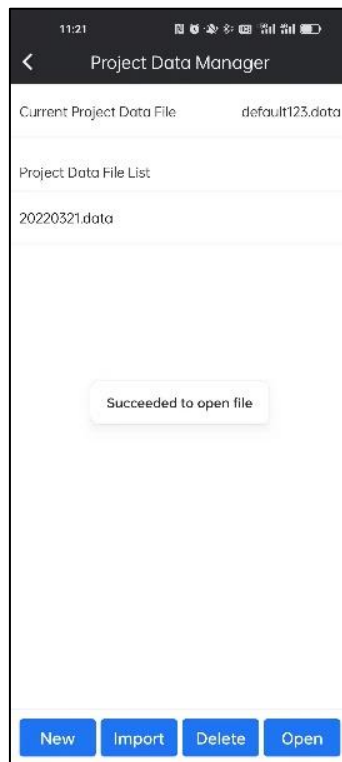 11:21
Project Data Manager
Current Project Data File default123.data
Project Data File List
20220321.data
Succeeded to open file
New Import Delete Open